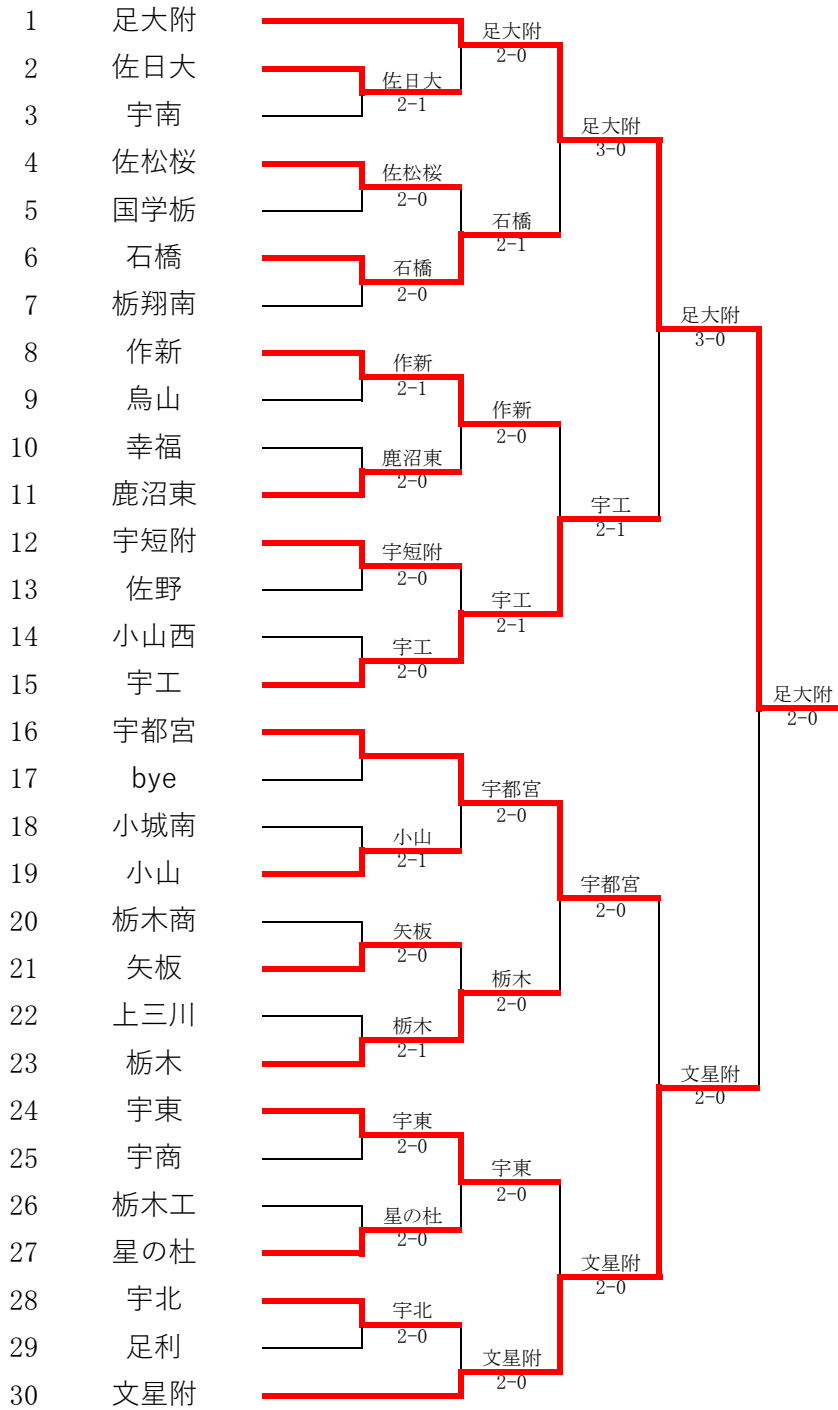 1 足大附
2 佐日大
3 宇南
4 佐松桜
5 国学栃
6 石橋
7 栃翔南
8 作新
9 烏山
10 幸福
11 鹿沼東
12 宇短附
13 佐野
14 小山西
15 宇工
16 宇都宮
17 bye
18 小城南
19 小山
20 栃木商
21 矢板
22 上三川
23 栃木
24 宇東
25 宇商
26 栃木工
27 星の杜
28 宇北
29 足利
30 文星附
佐日大
2-1
佐松桜
2-0
石橋
2-0
作新
2-1
鹿沼東
2-0
宇短附
2-0
宇工
2-0
小山
2-1
矢板
2-0
栃木
2-1
宇東
2-0
星の杜
2-0
宇北
2-0
足大附
2-0
石橋
2-1
作新
2-0
宇工
2-1
宇都宮
2-0
栃木
2-0
宇東
2-0
文星附
2-0
足大附
3-0
宇工
2-1
宇都宮
2-0
文星附
2-0
足大附
3-0
文星附
2-0
足大附
2-0